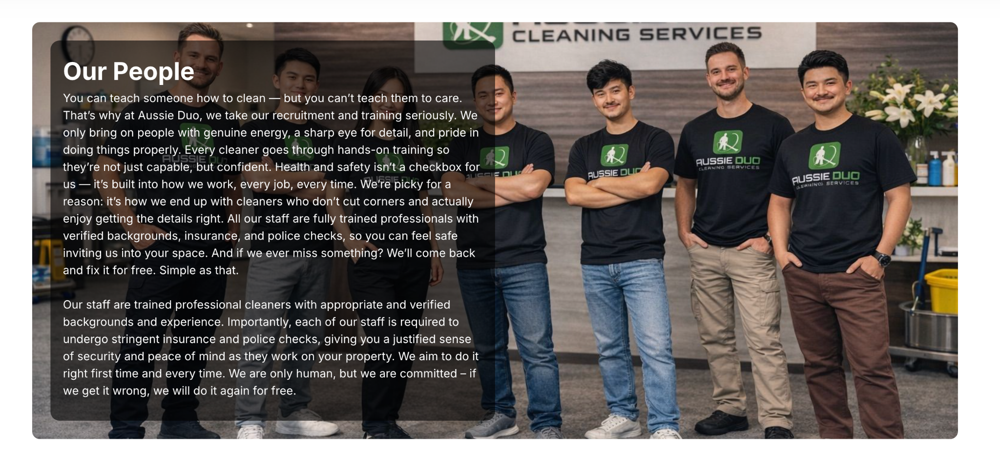 CLEANING SERVICES
Our People
You can teach someone how to clean — but you can’t teach them to care.
That’s why at Aussie Duo, we take our recruitment and training seriously. We
only bring on people with genuine energy, a sharp eye for detail, and pride in
doing things properly. Every cleaner goes through hands-on training so
they’re not just capable, but confident. Health and safety isn’t a checkbox for
us — it’s built into how we work, every job, every time. We’re picky for a
reason: it’s how we end up with cleaners who don’t cut corners and actually
enjoy getting the details right. All our staff are fully trained professionals with
verified backgrounds, insurance, and police checks, so you can feel safe
inviting us into your space. And if we ever miss something? We’ll come back
and fix it for free. Simple as that.
Our staff are trained professional cleaners with appropriate and verified
backgrounds and experience. Importantly, each of our staff is required to
undergo stringent insurance and police checks, giving you a justified sense
of security and peace of mind as they work on your property. We aim to do it
right first time and every time. We are only human, but we are committed – if
we get it wrong, we will do it again for free.
AUSSIE DUO
AUSSIE DUO
AUSSIE DUO
AUSSIE DUO
CLEANING SERVICES
AUSSIE DUO
CLEANING SERVICES